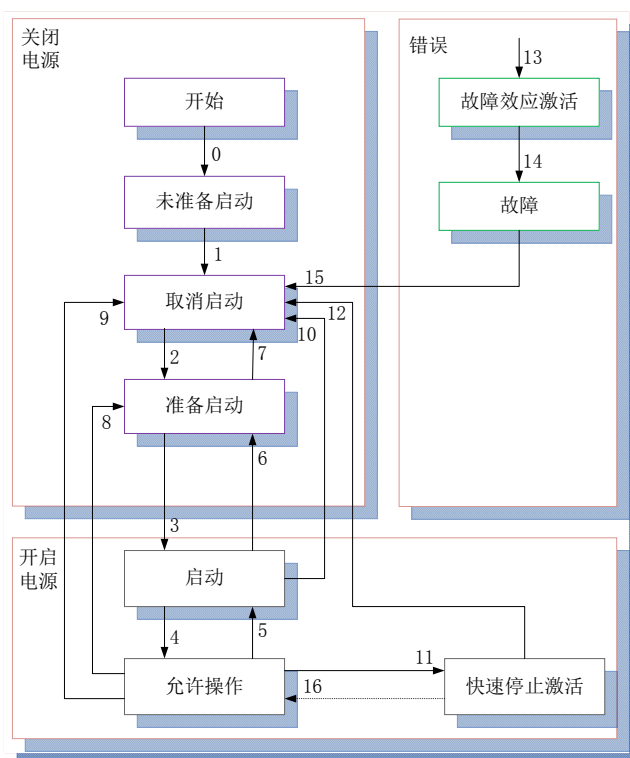 关闭
电源
开始
0
未准备启动
1
取消启动
9
2
7
15
12
10
准备启动
8
6
3
错误
13
故障效应激活
14
故障
开启
电源
启动
4
5
允许操作
11
16
快速停止激活